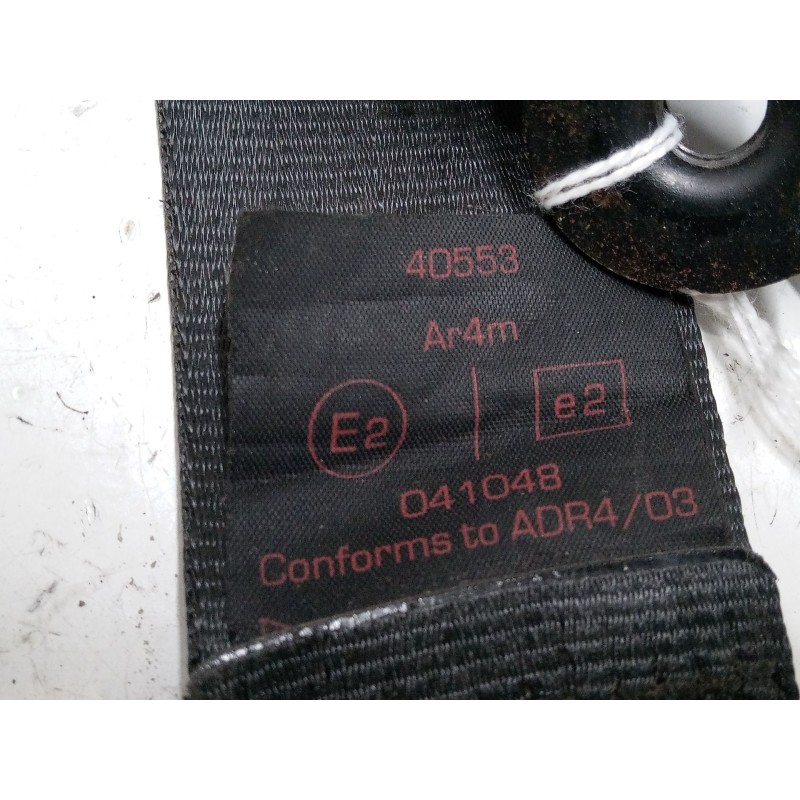 40553
Ar4m
E2 e2
041048
Conforms to ADR4/03